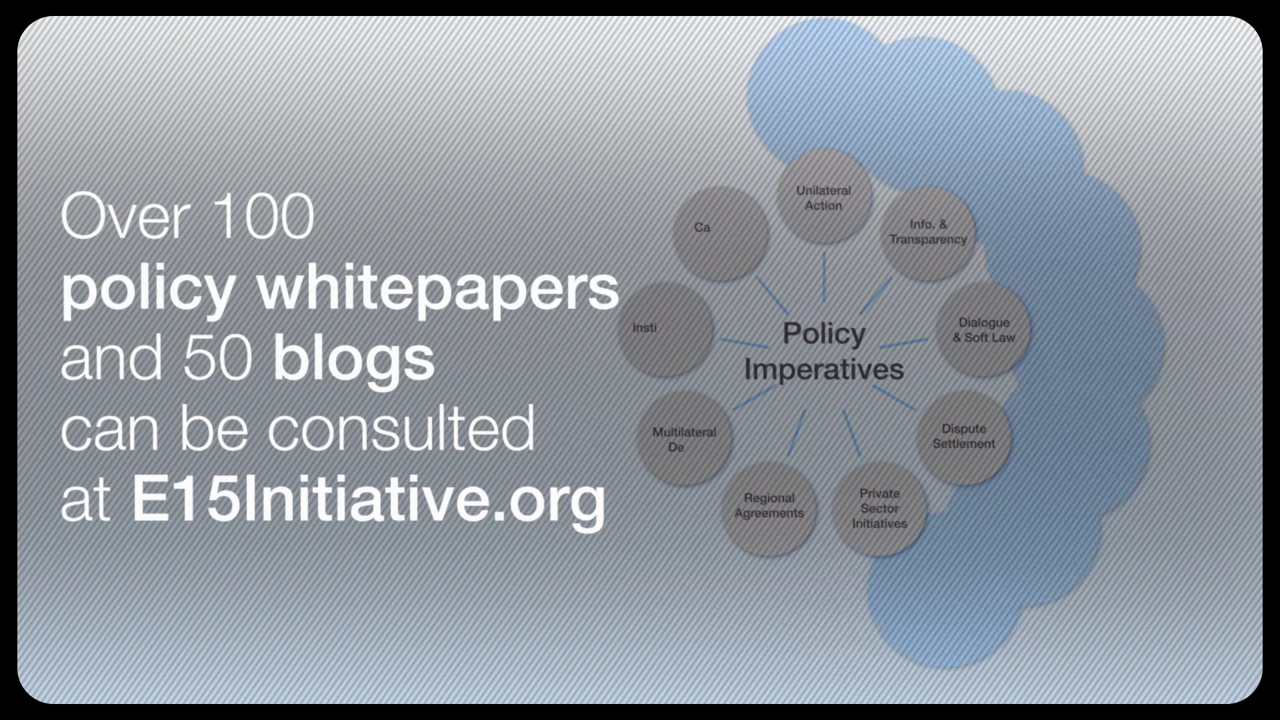 Over 100
policy whitepapers
and 50 blogs
can be consulted
at E15Initiative.org
Policy
Imperatives
Unilateral
Action
Info. &
Transparency
Dialogue
& Soft Law
Dispute
Settlement
Private
Sector
Initiatives
Regional
Agreements
Multilateral
De
Insti
Ca